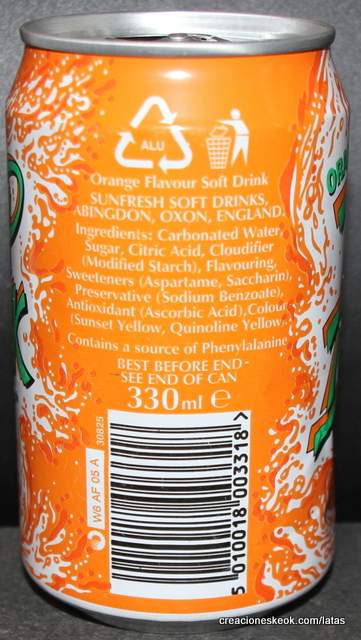 ALU
Orange Flavour Soft Drink
SUNFRESH SOFT DRINKS,
ABINGDON, OXON, ENGLAND.
Ingredients: Carbonated Water,
Sugar, Citric Acid, Cloudifier
(Modified Starch), Flavouring,
Sweeteners (Aspartame, Saccharin),
Preservative (Sodium Benzoate),
Antioxidant (Ascorbic Acid), Colour
(Sunset Yellow, Quinoline Yellow).
Contains a source of Phenylalanine
BEST BEFORE END-
SEE END OF CAN
330ml e
30825
W6 AF 05 A
5 010018 003318 >
creacioneskeok.com/latas